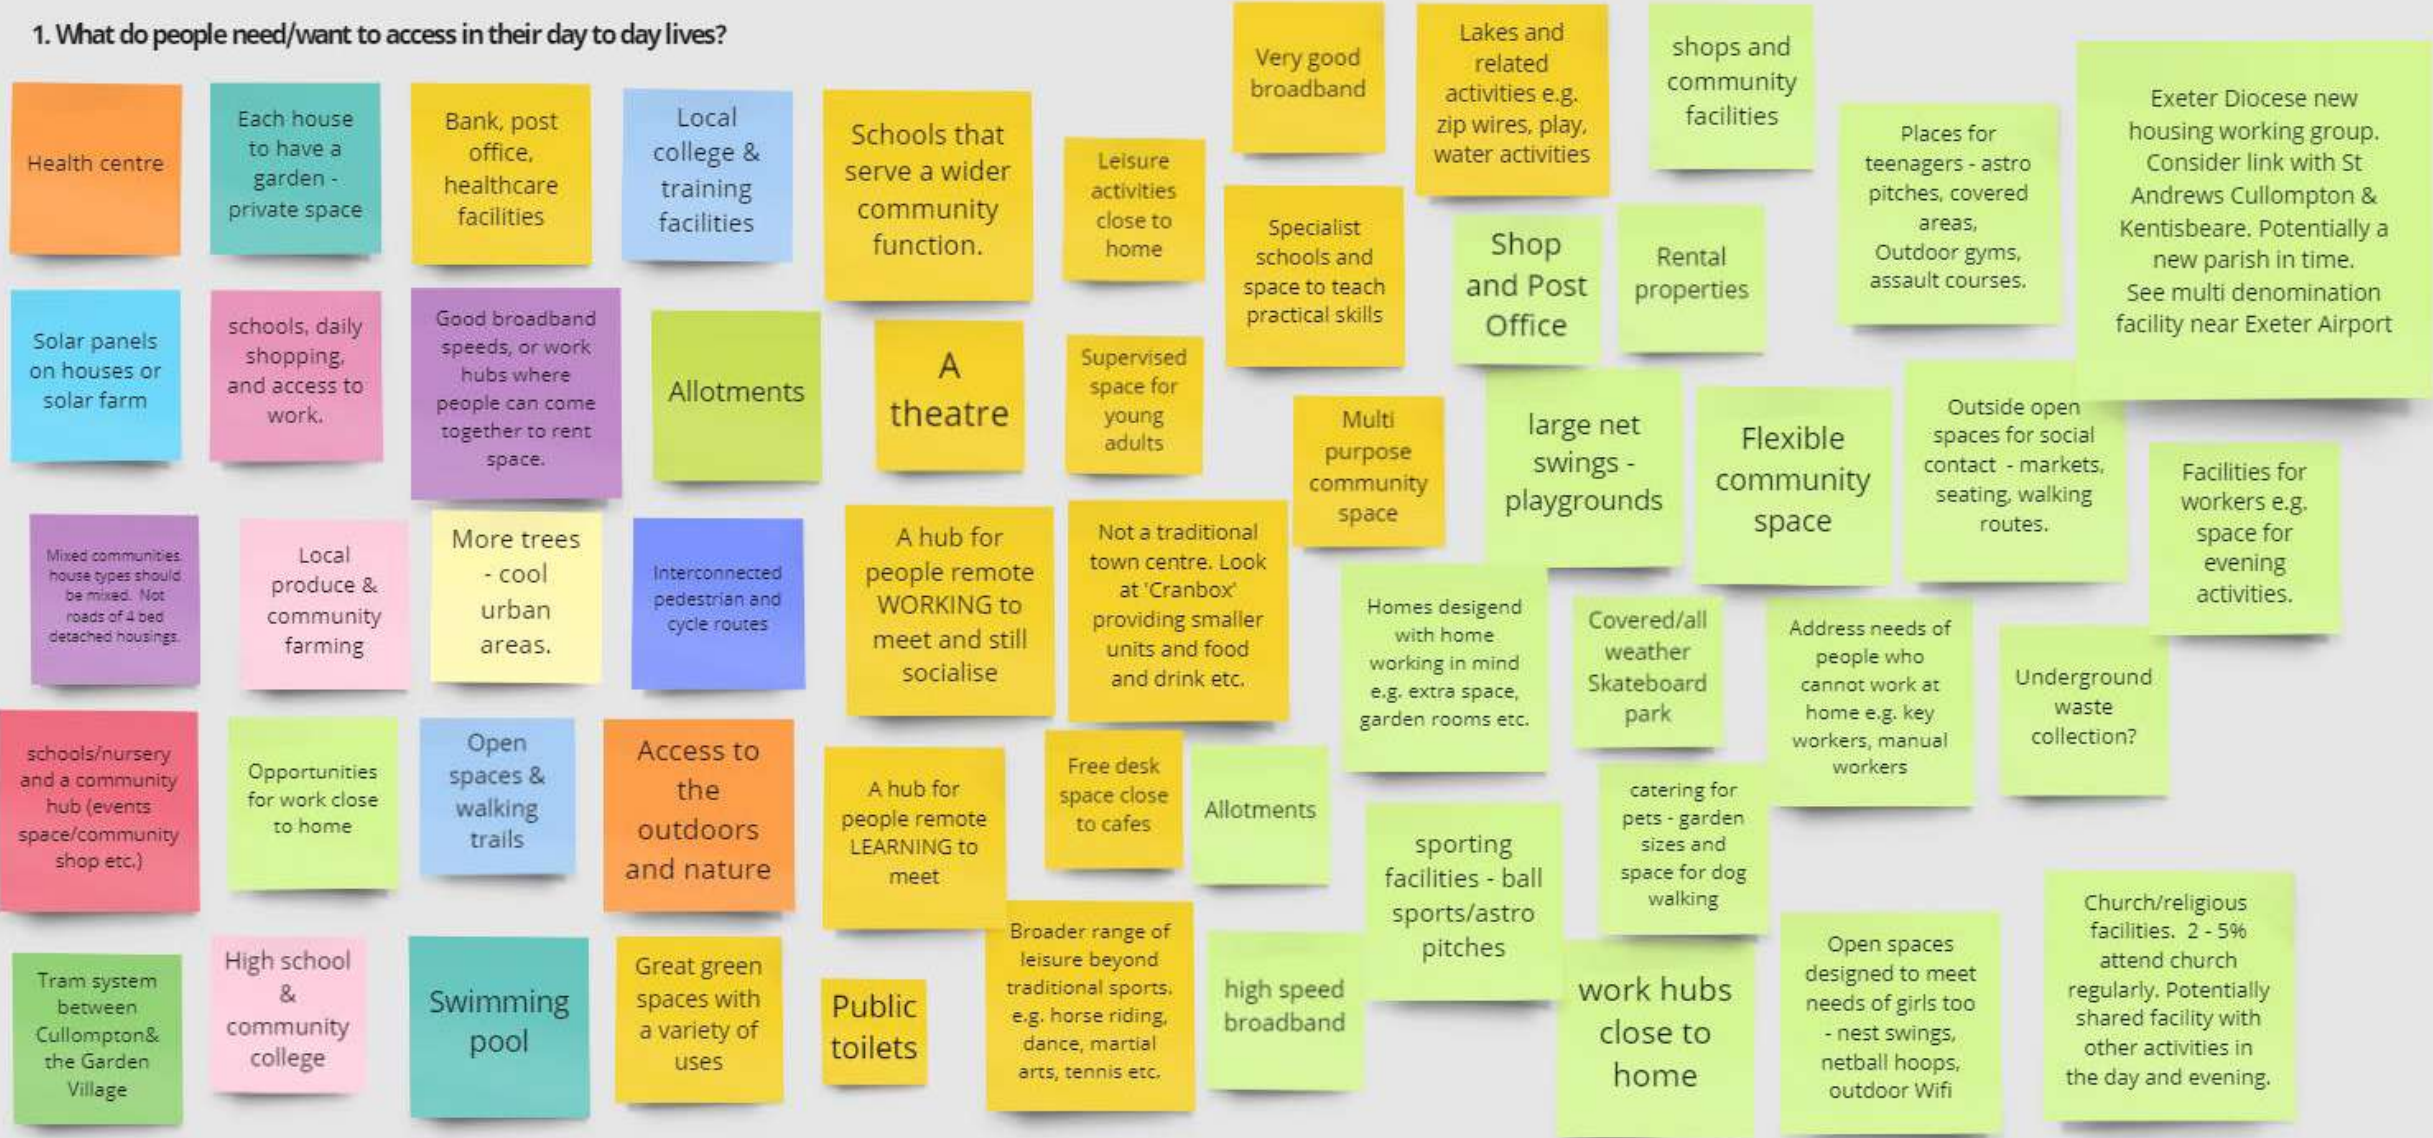 1. What do people need/want to access in their day to day lives?
Health centre
Each house
to have a
garden -
private space
Bank, post
office,
healthcare
facilities
Local
college &
training
facilities
Schools that
serve a wider
community
function.
Leisure
activities
close to
home
Very good
broadband
Lakes and
related
activities e.g.
zip wires, play,
water activities
shops and
community
facilities
Places for
teenagers - astro
pitches, covered
areas,
Outdoor gyms,
assault courses.
Exeter Diocese new
housing working group.
Consider link with St
Andrews Cullompton &
Kentisbeare. Potentially a
new parish in time.
See multi denomination
facility near Exeter Airport
Specialist
schools and
space to teach
practical skills
Shop
and Post
Office
Rental
properties
Solar panels
on houses or
solar farm
schools, daily
shopping,
and access to
work.
Good broadband
speeds, or work
hubs where
people can come
together to rent
space.
Allotments
A
theatre
Supervised
space for
young
adults
Multi
purpose
community
space
large net
swings -
playgrounds
Flexible
community
space
Outside open
spaces for social
contact - markets,
seating, walking
routes.
Facilities for
workers e.g.
space for
evening
activities.
Mixed communities
house types should
be mixed. Not
roads of 4 bed
detached housings.
Local
produce &
community
farming
More trees
- cool
urban
areas.
Interconnected
pedestrian and
cycle routes
A hub for
people remote
WORKING to
meet and still
socialise
Not a traditional
town centre. Look
at 'Cranbox'
providing smaller
units and food
and drink etc.
Homes desigend
with home
working in mind
e.g. extra space,
garden rooms etc.
Covered/all
weather
Skateboard
park
Address needs of
people who
cannot work at
home e.g. key
workers, manual
workers
Underground
waste
collection?
schools/nursery
and a community
hub (events
space/community
shop etc.)
Opportunities
for work close
to home
Open
spaces &
walking
trails
Access to
the
outdoors
and nature
A hub for
people remote
LEARNING to
meet
Free desk
space close
to cafes
Allotments
sporting
facilities - ball
sports/astro
pitches
catering for
pets - garden
sizes and
space for dog
walking
Tram system
between
Cullompton&
the Garden
Village
High school
&
community
college
Swimming
pool
Great green
spaces with
a variety of
uses
Public
toilets
Broader range of
leisure beyond
traditional sports.
e.g. horse riding,
dance, martial
arts, tennis etc.
high speed
broadband
work hubs
close to
home
Open spaces
designed to meet
needs of girls too
- nest swings,
netball hoops,
outdoor Wifi
Church/religious
facilities. 2 - 5%
attend church
regularly. Potentially
shared facility with
other activities in
the day and evening.